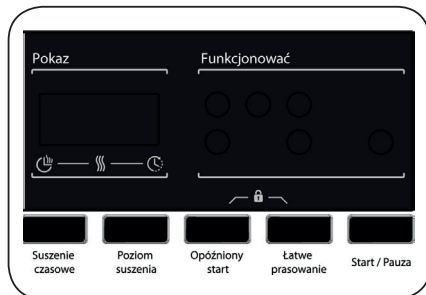 Pokaz
Funkcjonować
Suszenie
czasowe
Poziom
suszenia
Opóźniony
start
Łatwe
prasowanie
Start / Pauza